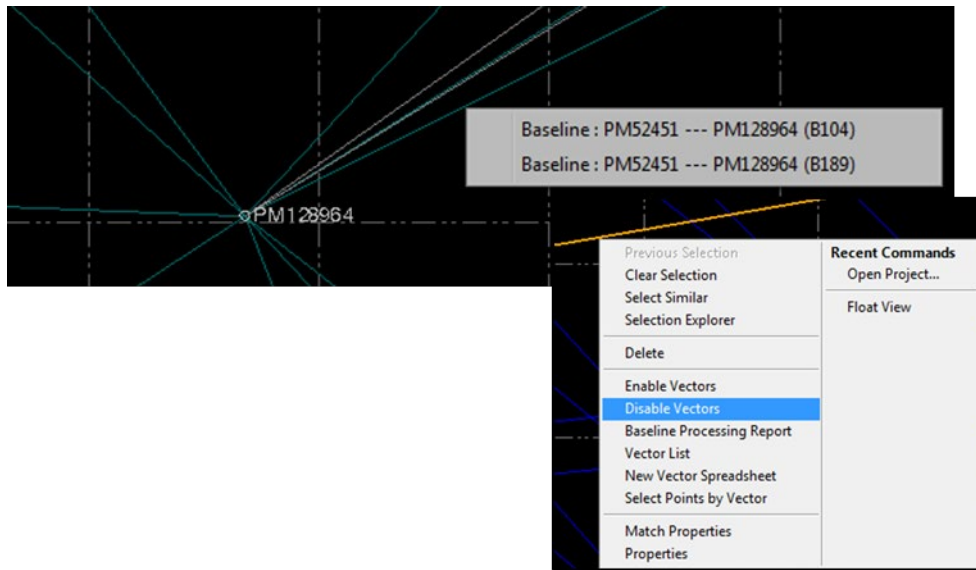 PM128964
Baseline : PM52451 --- PM128964 (B104)
Baseline : PM52451 --- PM128964 (B189)
Previous Selection
Clear Selection
Select Similar
Selection Explorer
Delete
Enable Vectors
Disable Vectors
Baseline Processing Report
Vector List
New Vector Spreadsheet
Select Points by Vector
Match Properties
Properties
Recent Commands
Open Project...
Float View